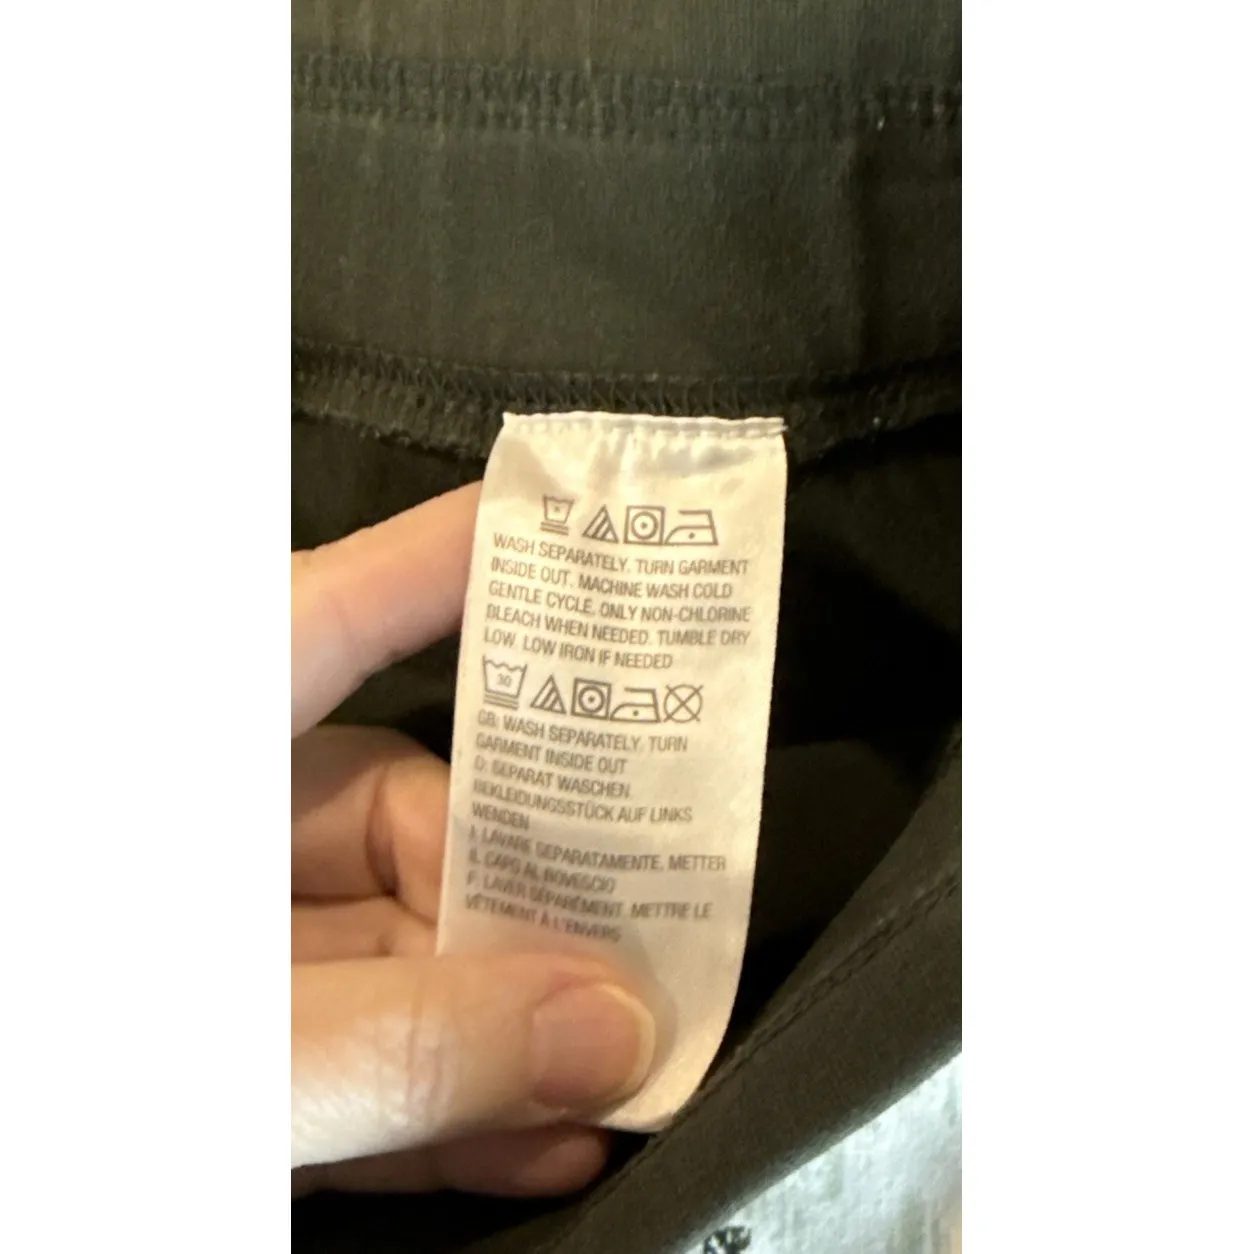 WASH SEPARATELY. TURN GARMENT
INSIDE OUT. MACHINE WASH COLD
GENTLE CYCLE. ONLY NON-CHLORINE
BLEACH WHEN NEEDED. TUMBLE DRY
LOW. LOW IRON IF NEEDED
30
GB: WASH SEPARATELY. TURN
GARMENT INSIDE OUT
D: SEPARAT WASCHEN.
BEKLEIDUNGSSTÜCK AUF LINKS
WENDEN
I: LAVARE SEPARATAMENTE. METTER
IL CAPO AL ROVESCIO
F: LAVER SÉPARÉMENT. METTRE LE
VÊTEMENT À L'ENVERS